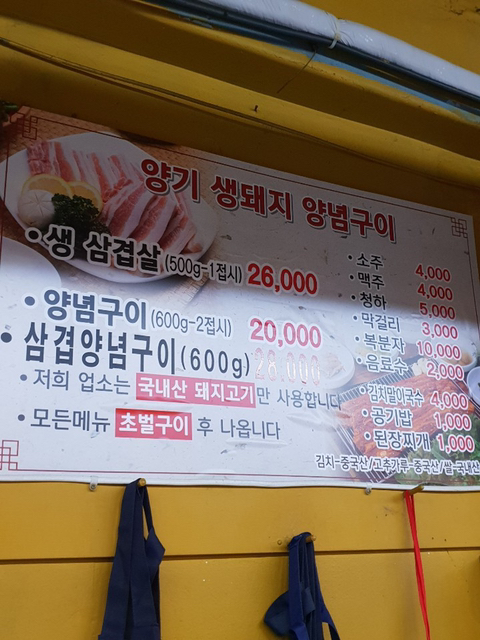 양기 생돼지 양념구이
• 생 삼겹살 (500g-1접시) 26,000
• 양념구이 (600g-2접시) 20,000
• 삼겹양념구이 (600g) 28,000
• 저희 업소는 국내산 돼지고기만 사용합니다
• 모든메뉴 초벌구이 후 나옵니다
• 소주 4,000
• 맥주 4,000
• 청하 5,000
• 막걸리 3,000
• 복분자 10,000
• 음료수 2,000
• 김치말이국수 4,000
• 공기밥 1,000
• 된장찌개 1,000
김치-중국산/고추가루-중국산/쌀-국내산